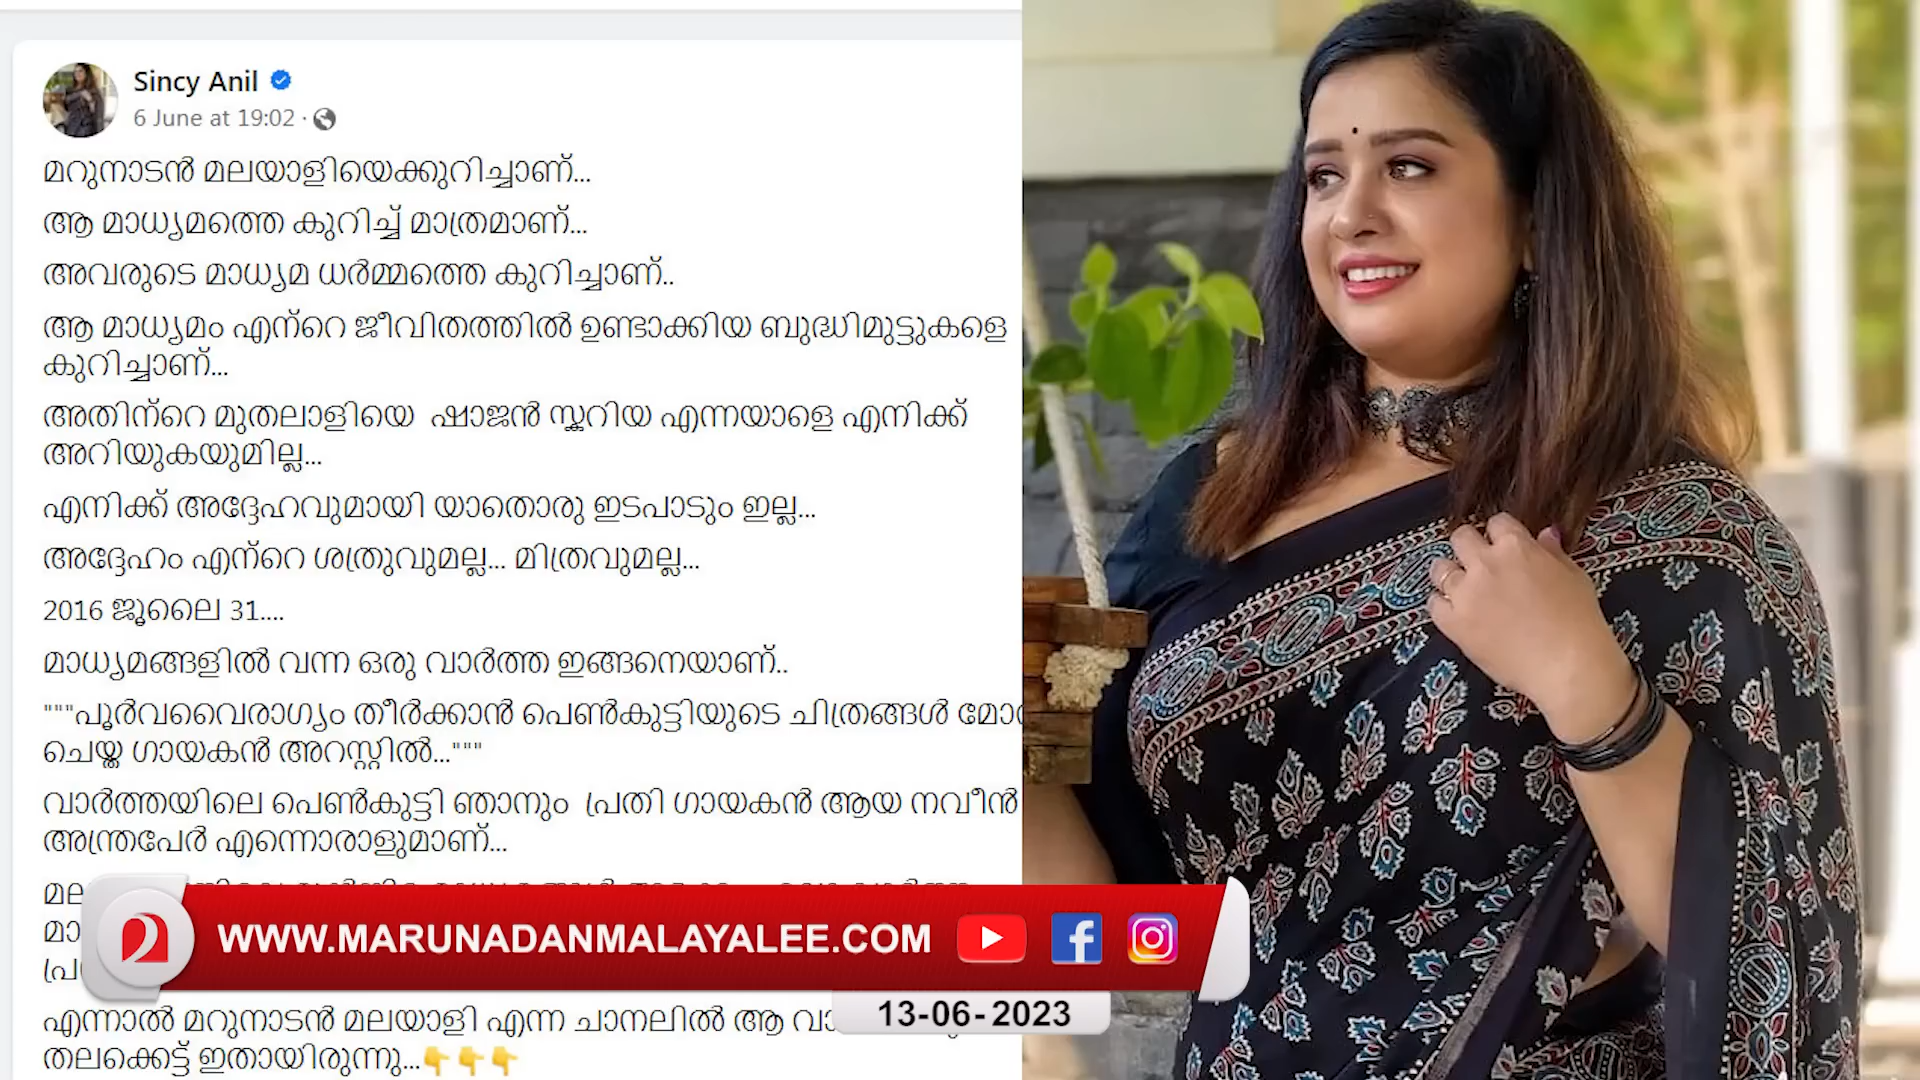 Sincy Anil
6 June at 19:02
മറുനാടൻ മലയാളിയെക്കുറിച്ചാണ്...
ആ മാധ്യമത്തെ കുറിച്ച് മാത്രമാണ്...
അവരുടെ മാധ്യമ ധർമ്മത്തെ കുറിച്ചാണ്..
ആ മാധ്യമം എന്റെ ജീവിതത്തിൽ ഉണ്ടാക്കിയ ബുദ്ധിമുട്ടുകളെ
കുറിച്ചാണ്...
അതിന്റെ മുതലാളിയെ ഷാജൻ സ്കറിയ എന്നയാളെ എനിക്ക്
അറിയുകയുമില്ല...
എനിക്ക് അദ്ദേഹവുമായി യാതൊരു ഇടപാടും ഇല്ല...
അദ്ദേഹം എന്റെ ശത്രുവുമല്ല... മിത്രവുമല്ല...
2016 ജൂലൈ 31....
മാധ്യമങ്ങളിൽ വന്ന ഒരു വാർത്ത ഇങ്ങനെയാണ്..
"""പൂർവവൈരാഗ്യം തീർക്കാൻ പെൺകുട്ടിയുടെ ചിത്രങ്ങൾ
ചെയ്ത ഗായകൻ അറസ്റ്റിൽ..."""
വാർത്തയിലെ പെൺകുട്ടി ഞാനും പ്രതി ഗായകൻ ആയ നവീൻ
അന്ത്രപേർ എന്നൊരാളുമാണ്...
WWW.MARUNADANMALAYALEE.COM
13-06-2023
എന്നാൽ മറുനാടൻ മലയാളി എന്ന ചാനലിൽ ആ
തലക്കെട്ട് ഇതായിരുന്നു...👇👇👇